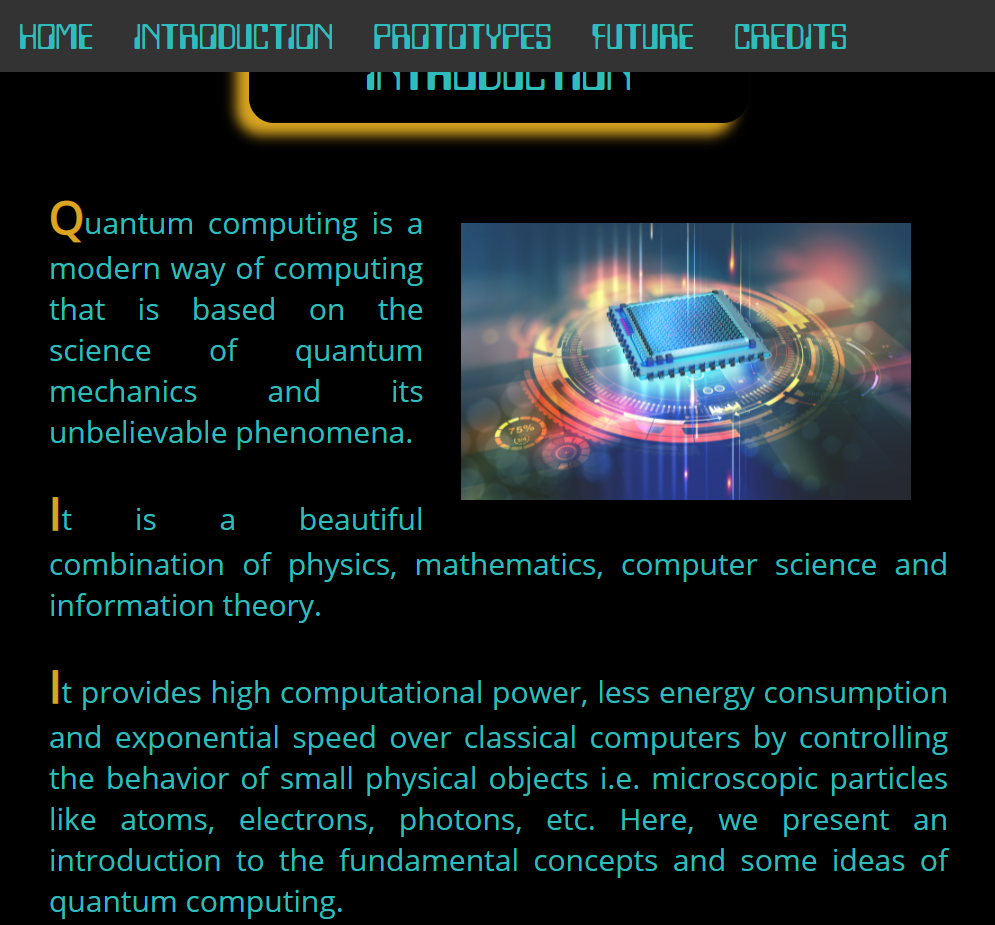 HOME INTRODUCTION PROTOTYPES FUTURE CREDITS
INTRODUCTION
Quantum computing is a
modern way of computing
that is based on the
science of quantum
mechanics and its
unbelievable phenomena.
75%
It is a beautiful
combination of physics, mathematics, computer science and
information theory.
It provides high computational power, less energy consumption
and exponential speed over classical computers by controlling
the behavior of small physical objects i.e. microscopic particles
like atoms, electrons, photons, etc. Here, we present an
introduction to the fundamental concepts and some ideas of
quantum computing.